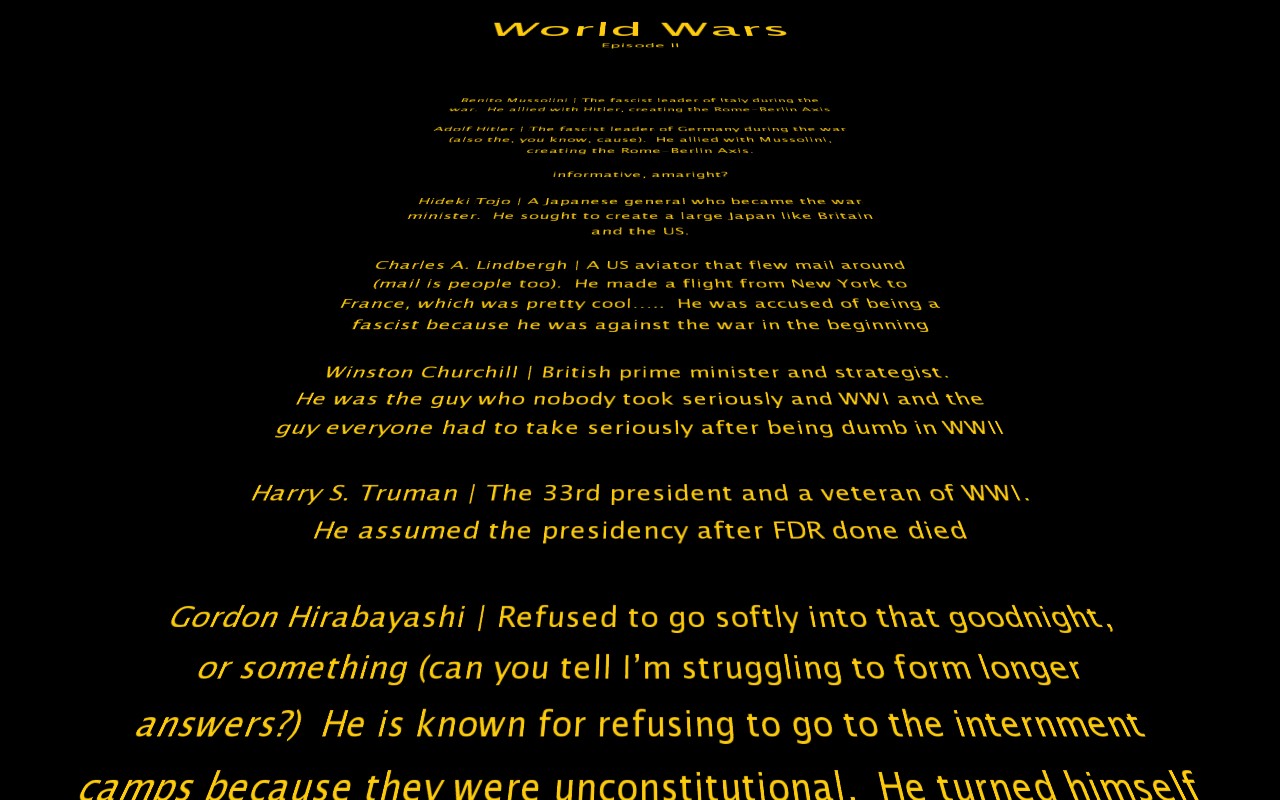 World Wars
Episode II
Benito Mussolini | The fascist leader of Italy during the
war.  He allied with Hitler, creating the Rome-Berlin Axis
Adolf Hitler | The fascist leader of Germany during the war
(also the, you know, cause).  He allied with Mussolini,
creating the Rome-Berlin Axis.
informative, amaright?
Hideki Tojo | A Japanese general who became the war
minister.  He sought to create a large Japan like Britain
and the US.
Charles A. Lindbergh | A US aviator that flew mail around
(mail is people too).  He made a flight from New York to
France, which was pretty cool.....  He was accused of being a
fascist because he was against the war in the beginning
Winston Churchill | British prime minister and strategist.
He was the guy who nobody took seriously and WWI and the
guy everyone had to take seriously after being dumb in WWII
Harry S. Truman | The 33rd president and a veteran of WWI.
He assumed the presidency after FDR done died
Gordon Hirabayashi | Refused to go softly into that goodnight,
or something (can you tell I'm struggling to form longer
answers?)  He is known for refusing to go to the internment
camps because they were unconstitutional.  He turned himself